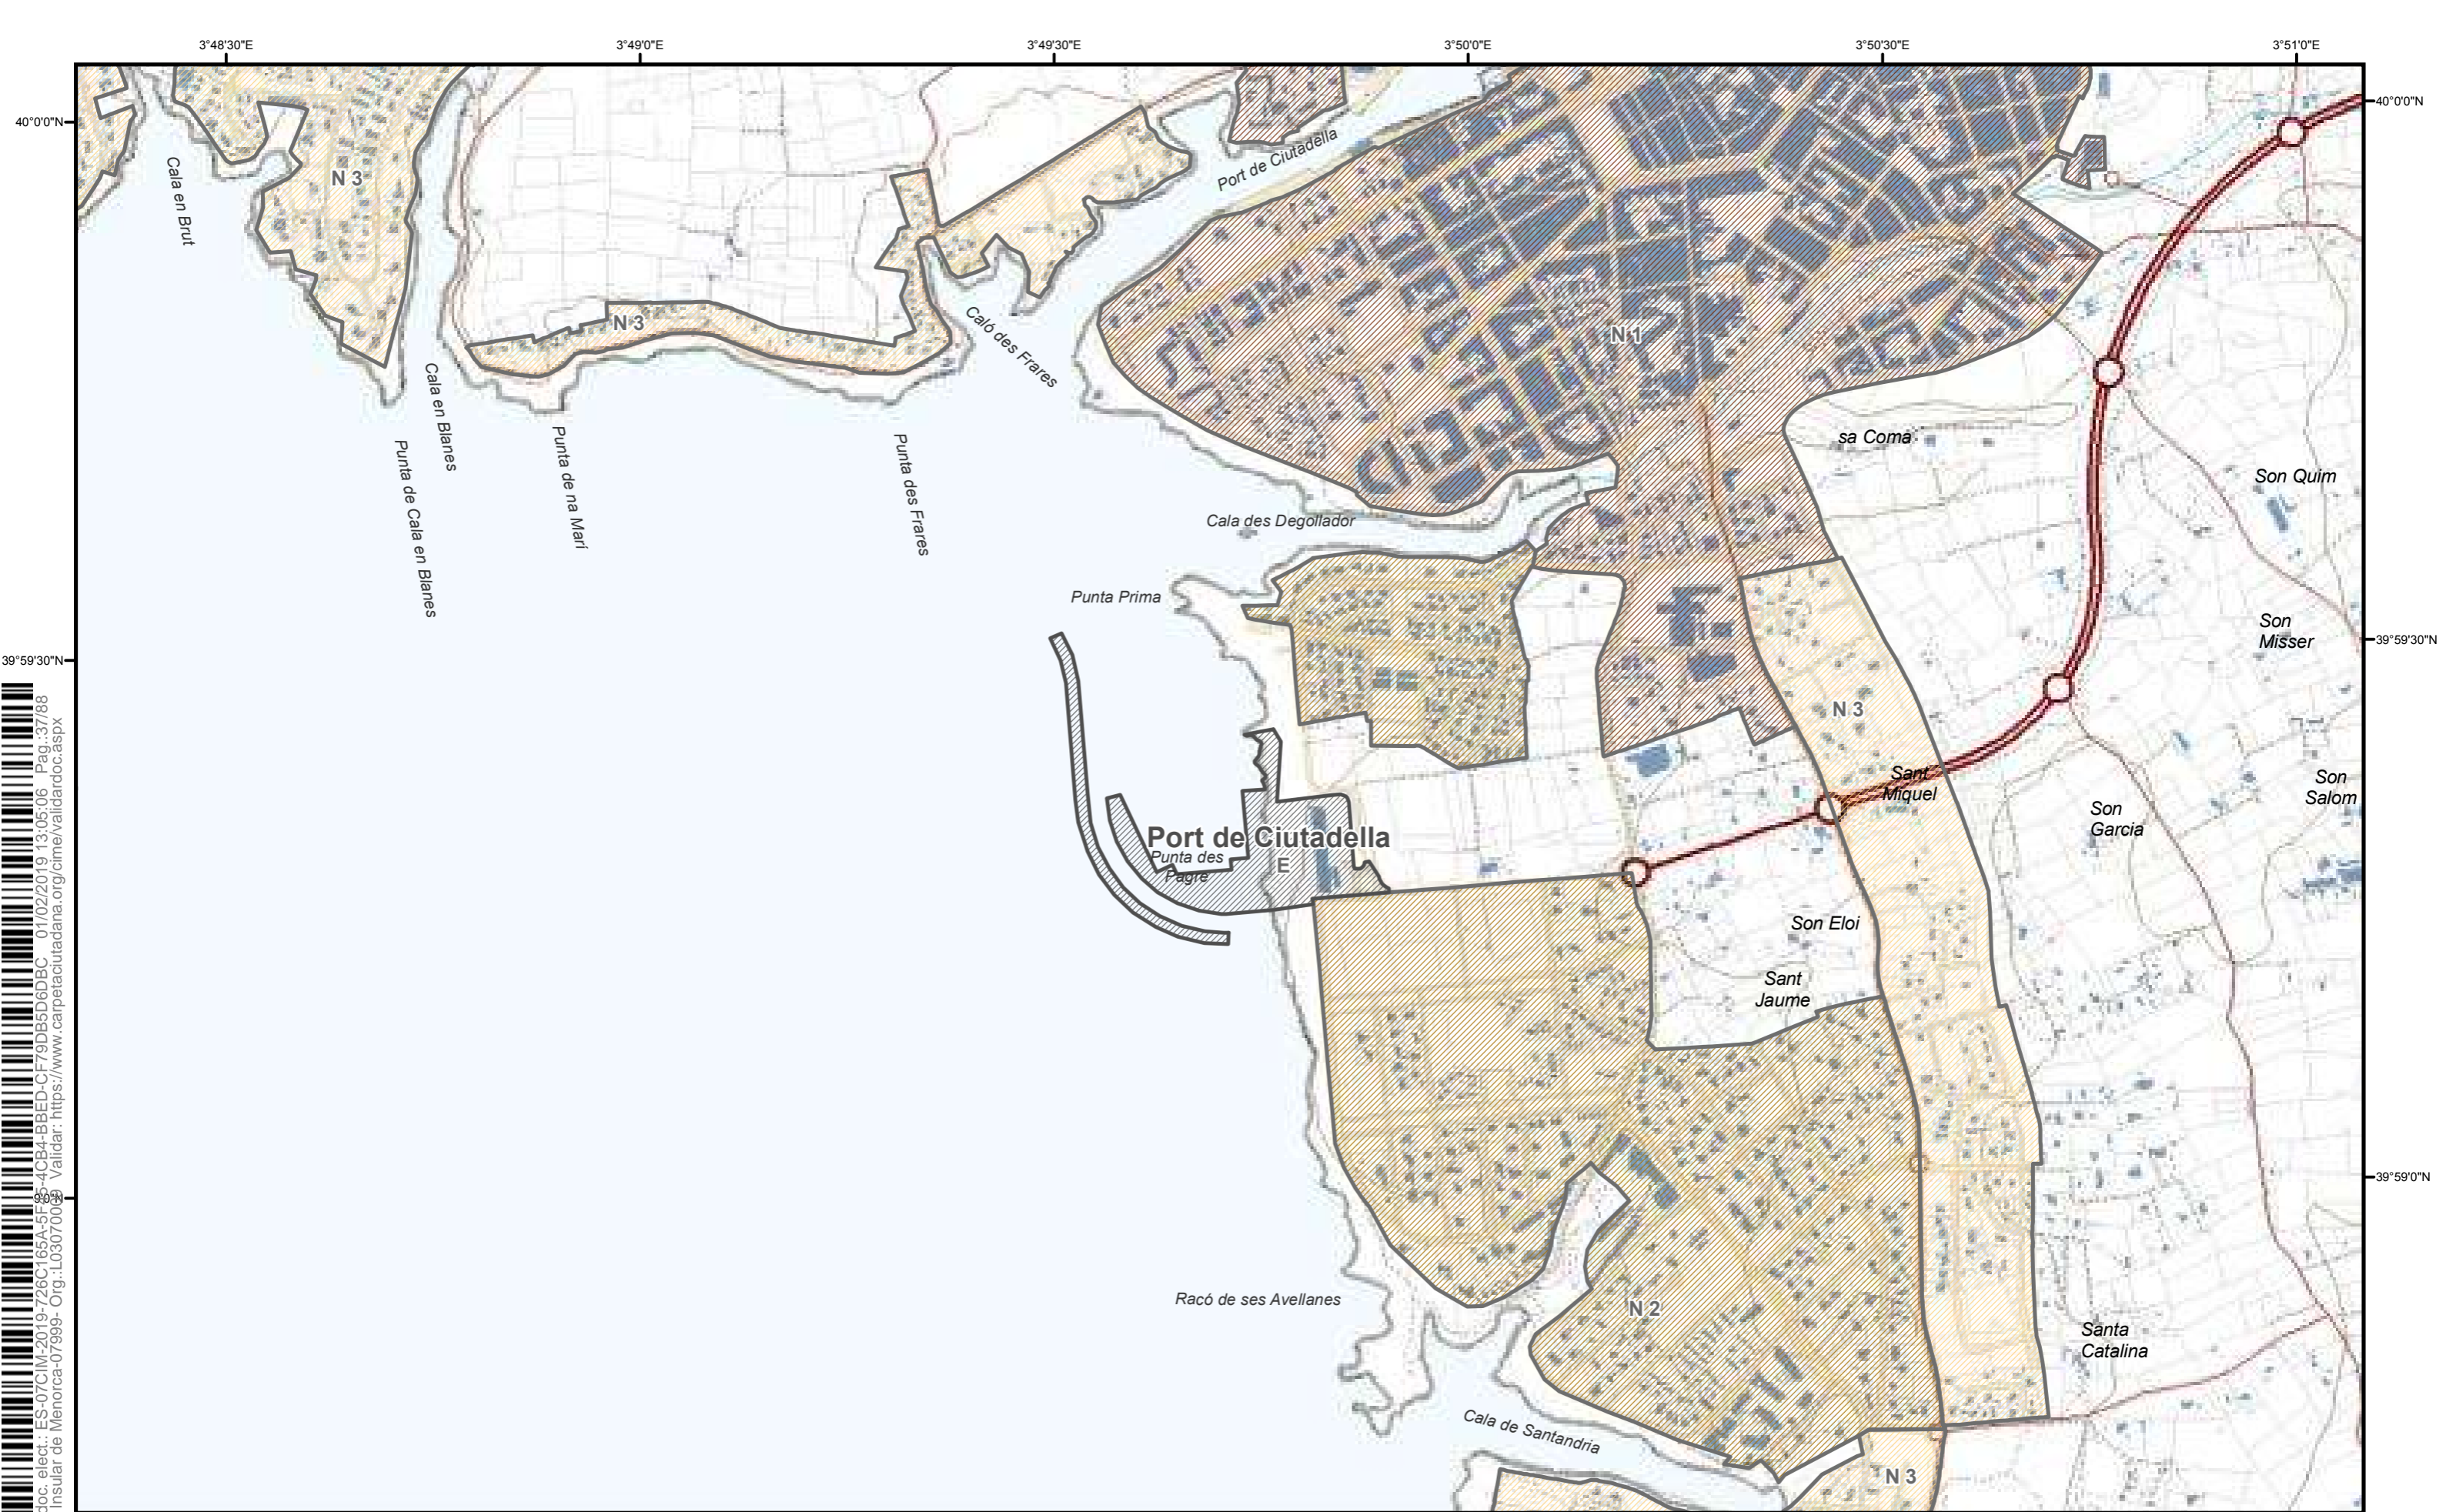 3°48'30"E
3°49'0"E
3°49'30"E
3°50'0"E
3°50'30"E
3°51'0"E
40°0'0"N
40°0'0"N
Port de Ciutadella
Cala en Brut
N 3
N 3
Caló des Frares
N 1
Cala en Blanes
Punta de Cala en Blanes
Punta de na Mari
Punta des Frares
sa Coma
Son Quim
Cala des Degollador
Punta Prima
Son
Misser
39°59'30"N
39°59'30"N
N 3
Sant
Miquel
Son
Salom
Son
Garcia
Port de Ciutadella
Punta des
Pagre
E
Son Eloi
Sant
Jaume
39°59'0"N
Racó de ses Avellanes
N 2
Santa
Catalina
Cala de Santandria
N 3
doc. elect.: ES-07CIM-2019-726C165A-5F25-4CB4-BBED-CF79DB5D6DBC 01/02/2019 13:05:06 Pag.:37/88
Insular de Menorca-07999- Org.:L03070009 Validar: https://www.carpetaciutadana.org/cime/validardoc.aspx